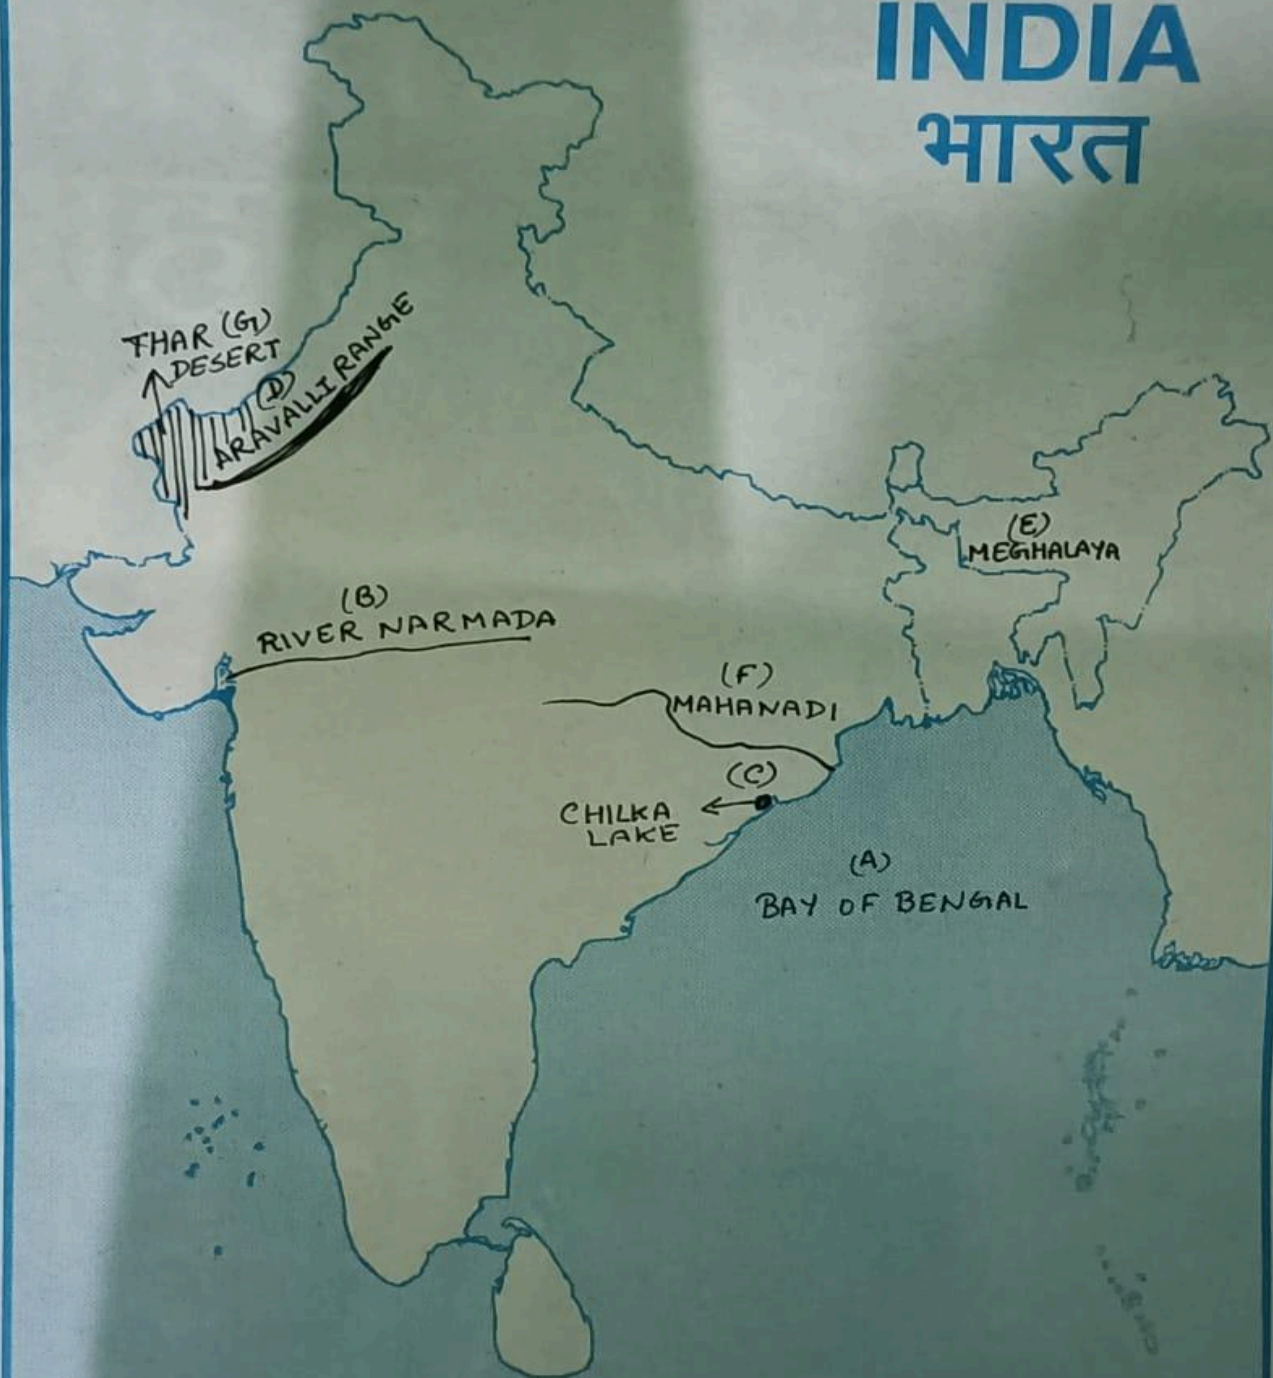 INDIA
भारत
THAR (G)
DESERT
(D)
ARAVALLI RANGE
(E)
MEGHALAYA
(B)
RIVER NARMADA
(F)
MAHANADI
(C)
CHILKA
LAKE
(A)
BAY OF BENGAL